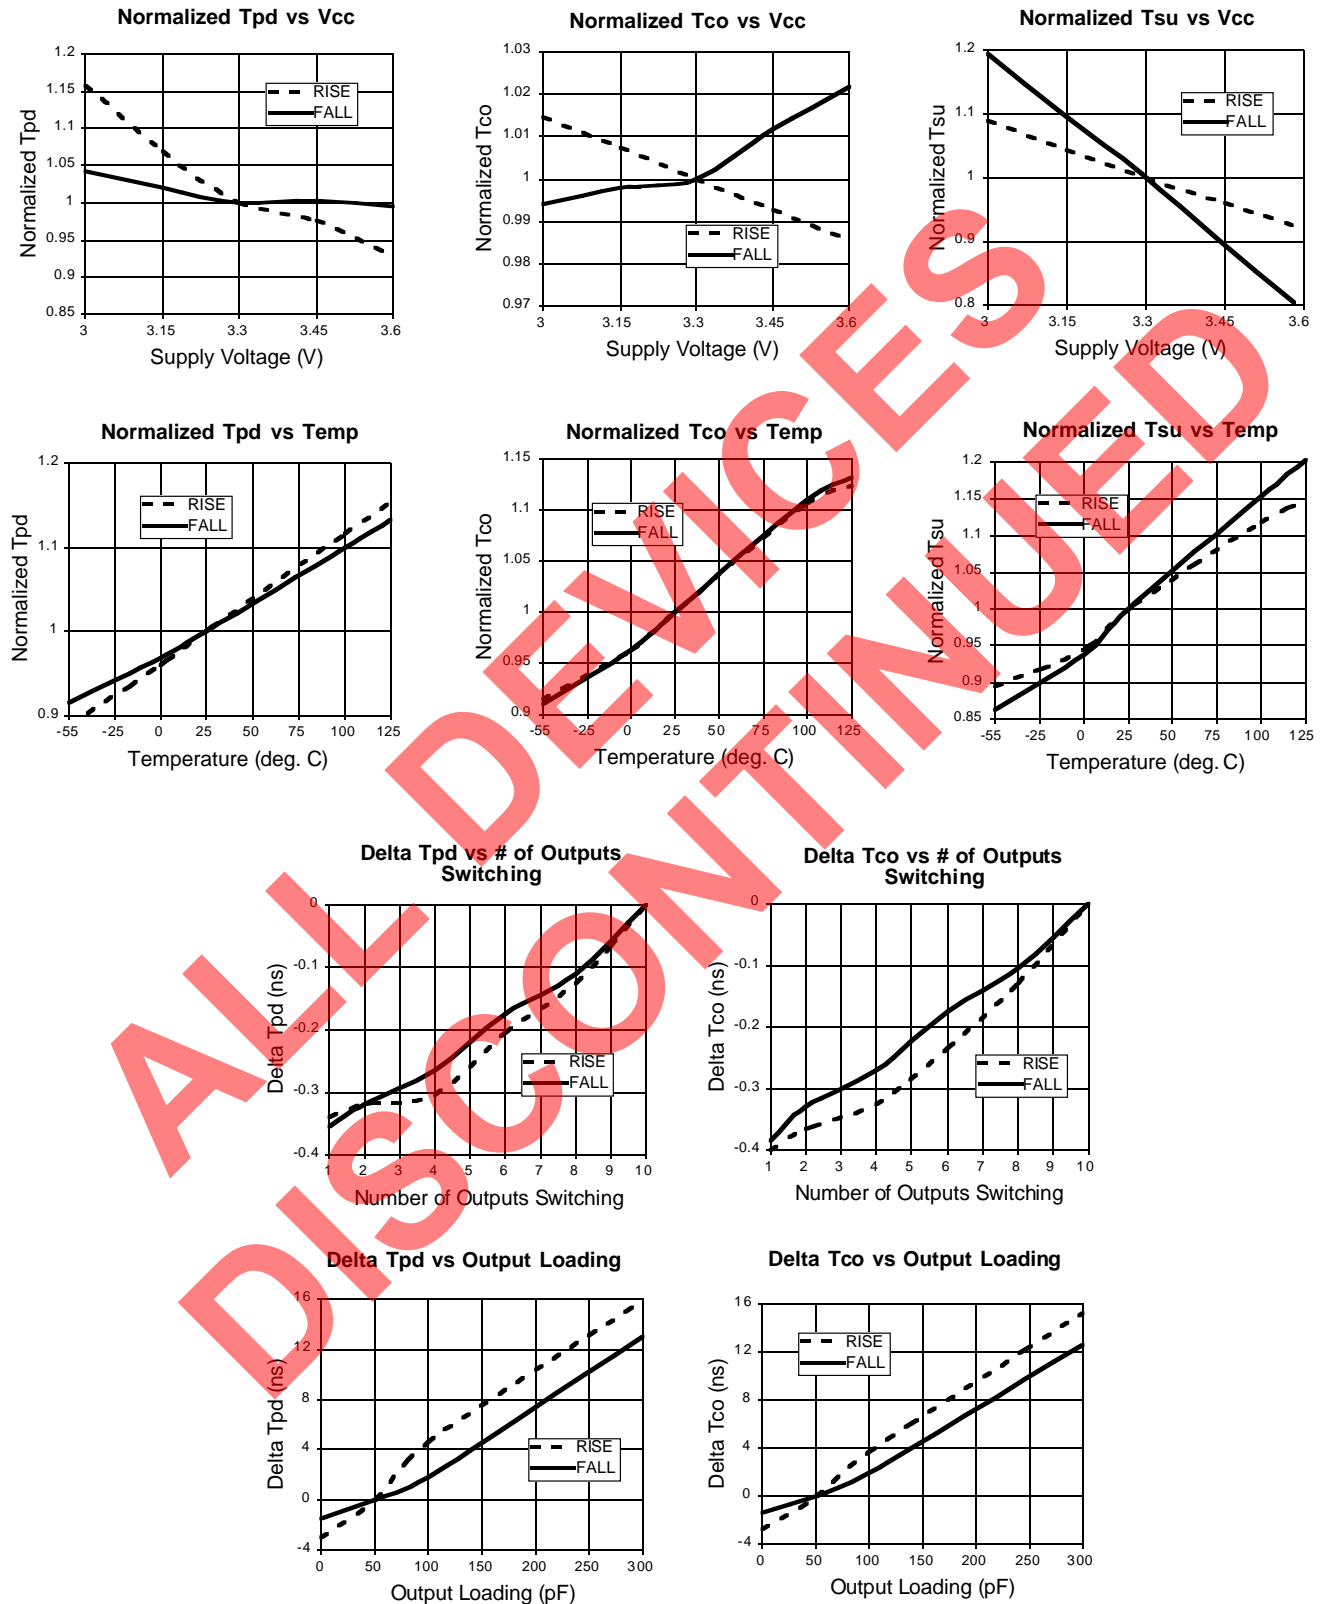 Normalized Tpd vs Vcc
Normalized Tpd
1.2
1.15
1.1
1.05
1
0.95
0.9
0.85
RISE
FALL
3 3.15 3.3 3.45 3.6
Supply Voltage (V)
Normalized Tco vs Vcc
Normalized Tco
1.03
1.02
1.01
1
0.99
0.98
0.97
RISE
FALL
3 3.15 3.3 3.45 3.6
Supply Voltage (V)
Normalized Tsu vs Vcc
Normalized Tsu
1.2
1.1
1
0.9
0.8
RISE
FALL
3 3.15 3.3 3.45 3.6
Supply Voltage (V)
Normalized Tpd vs Temp
Normalized Tpd
1.2
1.1
1
0.9
RISE
FALL
-55 -25 0 25 50 75 100 125
Temperature (deg. C)
Normalized Tco vs Temp
Normalized Tco
1.15
1.1
1.05
1
0.95
0.9
RISE
FALL
-55 -25 0 25 50 75 100 125
Temperature (deg. C)
Normalized Tsu vs Temp
Normalized Tsu
1.2
1.15
1.1
1.05
1
0.95
0.9
0.85
RISE
FALL
-55 -25 0 25 50 75 100 125
Temperature (deg. C)
Delta Tpd vs # of Outputs
Switching
Delta Tpd (ns)
0
-0.1
-0.2
-0.3
-0.4
RISE
FALL
1 2 3 4 5 6 7 8 9 10
Number of Outputs Switching
Delta Tco vs # of Outputs
Switching
Delta Tco (ns)
0
-0.1
-0.2
-0.3
-0.4
RISE
FALL
1 2 3 4 5 6 7 8 9 10
Number of Outputs Switching
Delta Tpd vs Output Loading
Delta Tpd (ns)
16
12
8
4
0
-4
RISE
FALL
0 50 100 150 200 250 300
Output Loading (pF)
Delta Tco vs Output Loading
Delta Tco (ns)
16
12
8
4
0
-4
RISE
FALL
0 50 100 150 200 250 300
Output Loading (pF)
ALL DEVICES
DISCONTINUED